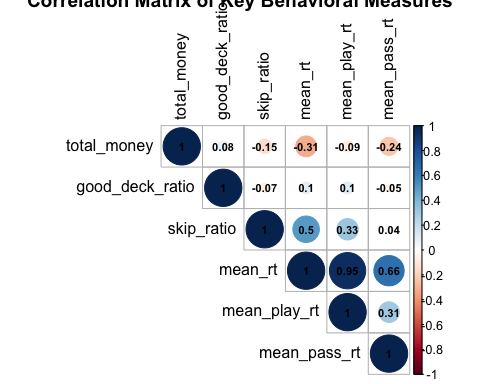 Correlation Matrix of Key Behavioral Measures
total_money
good_deck_ratio
skip_ratio
mean_rt
mean_play_rt
mean_pass_rt
total_money 1 0.08 -0.15 -0.31 -0.09 -0.24
good_deck_ratio 1 -0.07 0.1 0.1 -0.05
skip_ratio 1 0.5 0.33 0.04
mean_rt 1 0.95 0.66
mean_play_rt 1 0.31
mean_pass_rt 1
1
0.8
0.6
0.4
0.2
0
-0.2
-0.4
-0.6
-0.8
-1